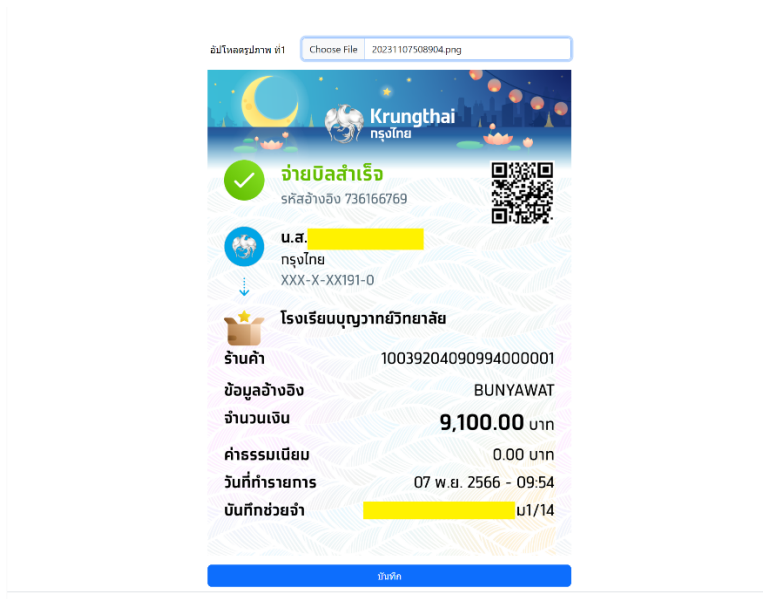 อัปโหลดรูปภาพ ที่1 Choose File 20231107508904.png
Krungthai
กรุงไทย
จ่ายบิลสำเร็จ
รหัสอ้างอิง 736166769
น.ส.
กรุงไทย
XXX-X-XX191-0
โรงเรียนบุญวาทย์วิทยาลัย
ร้านค้า 10039204090994000001
ข้อมูลอ้างอิง BUNYAWAT
จำนวนเงิน 9,100.00 บาท
ค่าธรรมเนียม 0.00 บาท
วันที่ทำรายการ 07 พ.ย. 2566 - 09:54
บันทึกช่วยจำ ม1/14
บันทึก